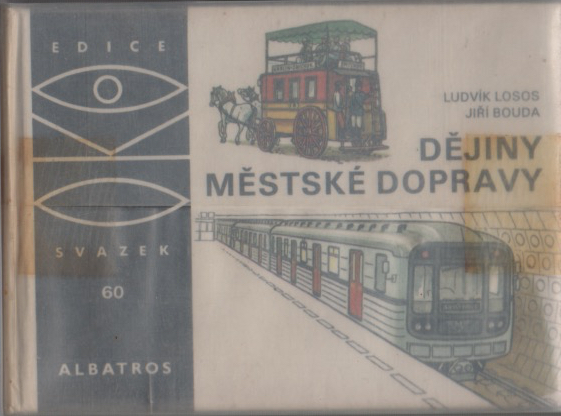 EDICE
SVAZEK
60
ALBATROS
LUDVÍK LOSOS
JIŘÍ BOUDA
DĚJINY
MĚSTSKÉ DOPRAVY